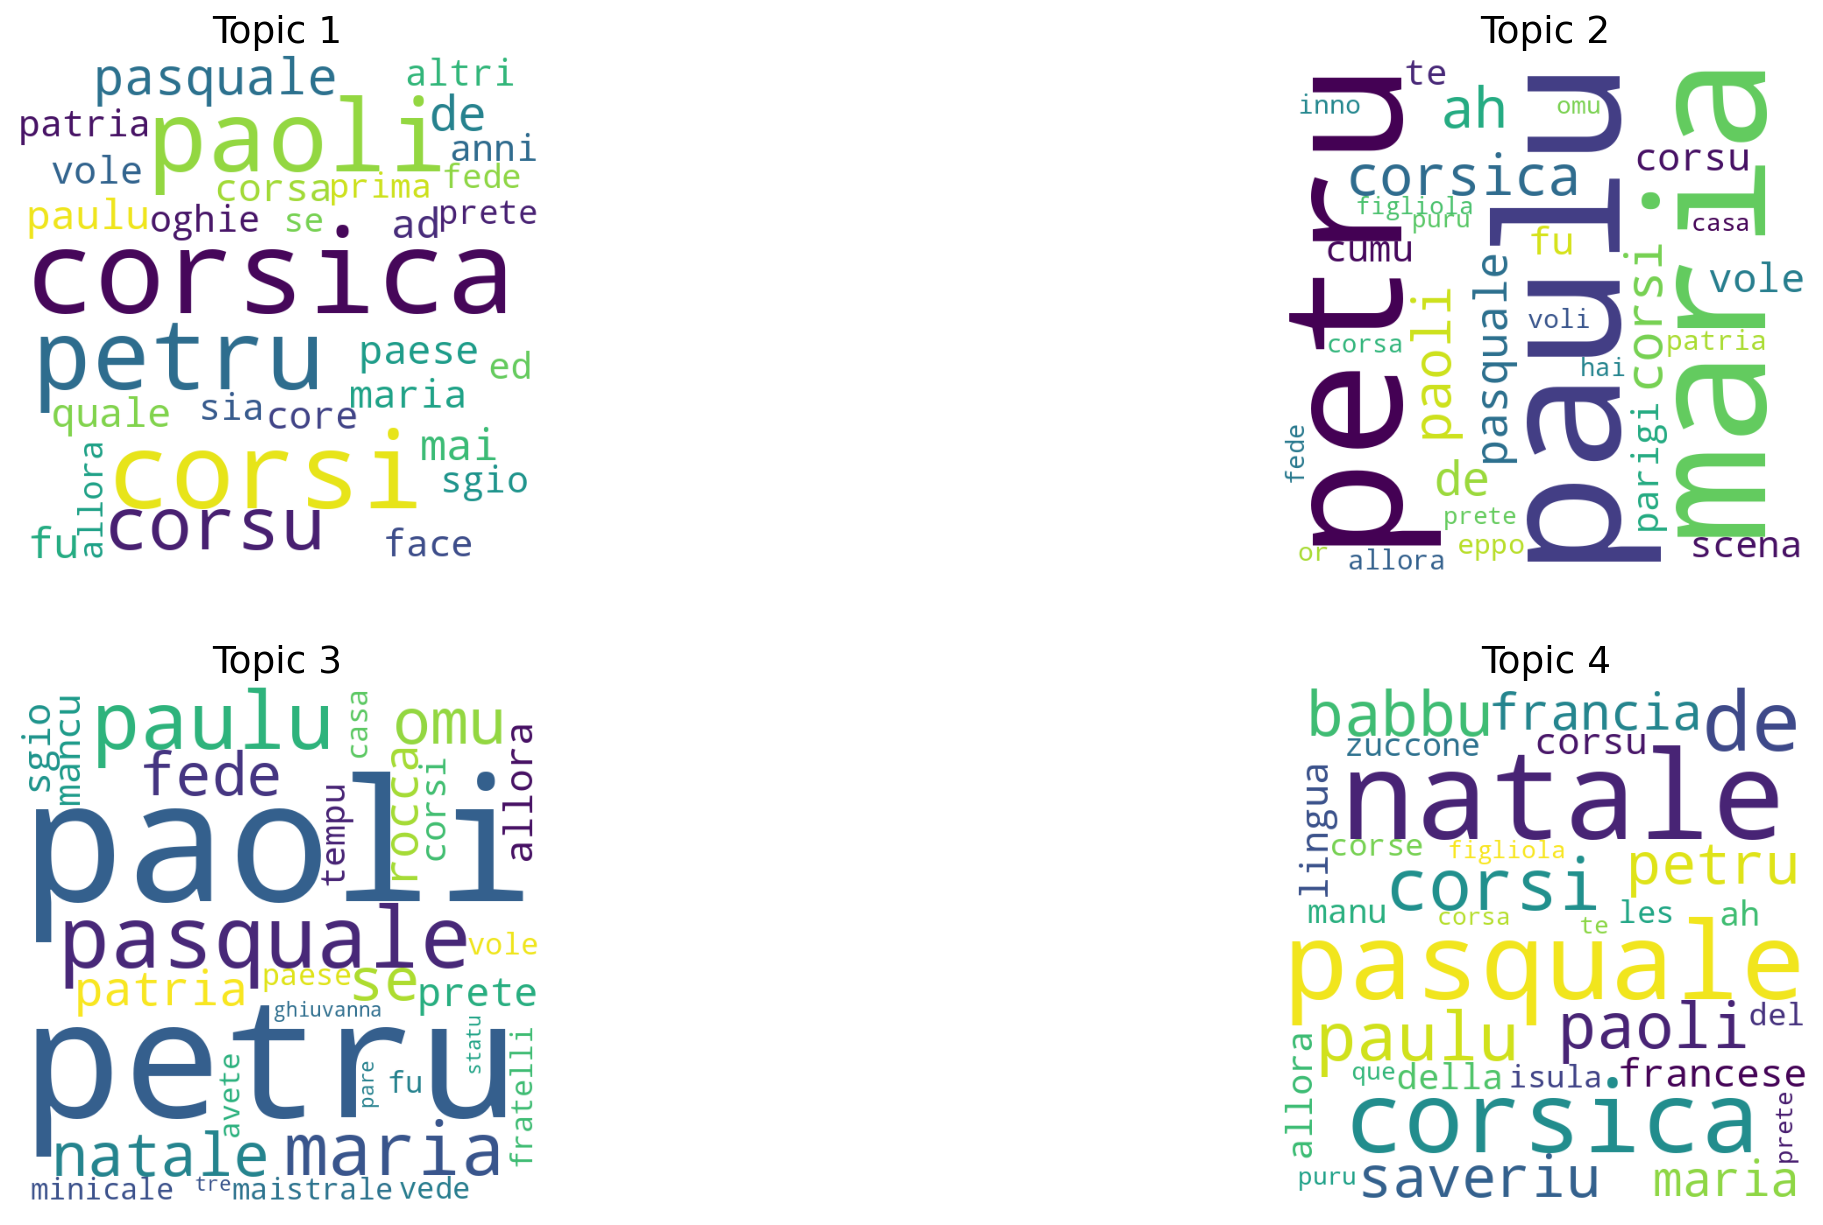 Topic 1
pasquale altri
patria paoli de
vole anni
corsa prima fede
paulu oghie se ad prete
corsica
petru paese ed
maria
quale sia core
corsi mai
allora sgio
fu corsu face
Topic 2
te
inno ah omu
petru corsica paulu corsu maria
figliola
puru casa
cumu fu
pasquale corsi vole
paoli voli
corsa patria
hai
parigi
fede de
prete
or eppo scena
allora
Topic 3
sgio mancu paulu casa omu
fede rocca allora
tempu corsi
paoli
pasquale vole
patria paese se prete
ghiuvanna
petru statu
avete pare fu fratelli
natale maria
minicale tre maistrale vede
Topic 4
babbu francia de
zuccone corsu
lingua natale
corse figliola petru
corsi
manu corsa te les ah
pasquale
paulu paoli del
allora que della isula francese
corsica prete
puru saveriu maria